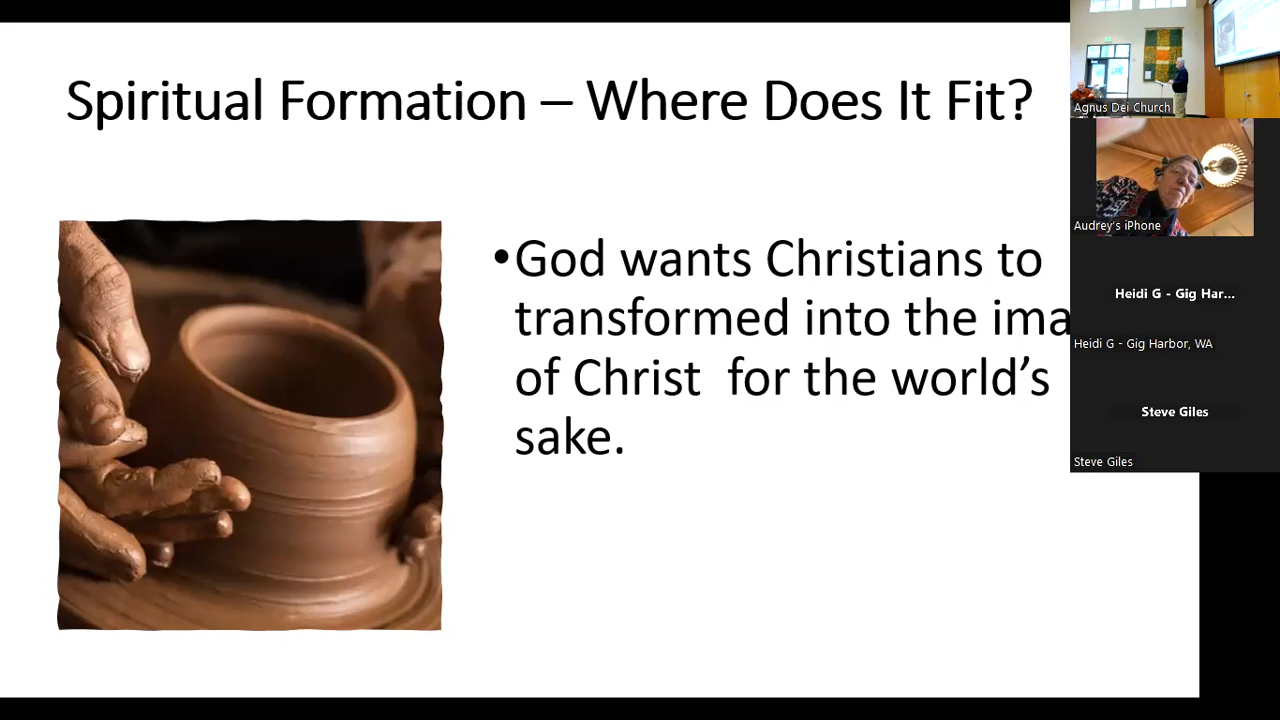 Spiritual Formation – Where Does It Fit?
•God wants Christians to
transformed into the ima
of Christ  for the world’s
sake.
Agnus Dei Church
Audrey's iPhone
Heidi G - Gig Har...
Heidi G - Gig Harbor, WA
Steve Giles
Steve Giles